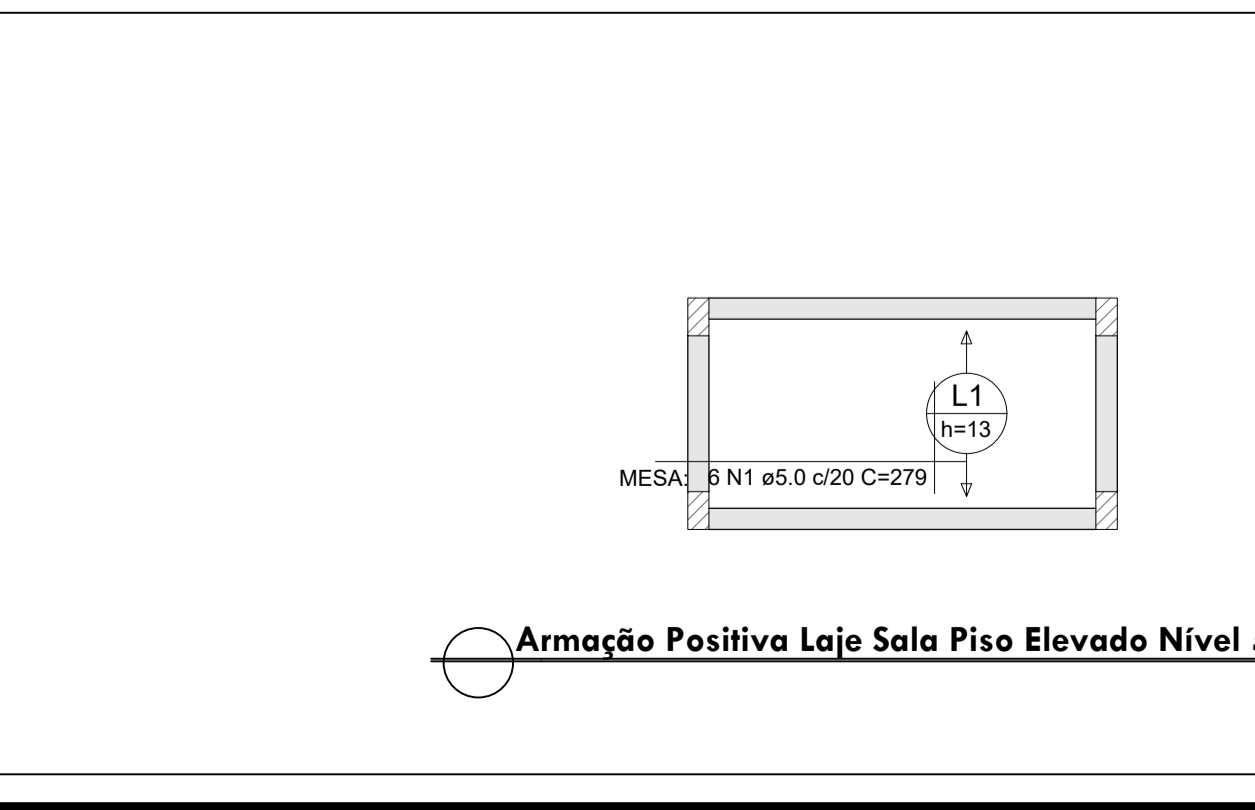 L1
h=13
MESA: 6 N1 ø5.0 c/20 C=279
Armação Positiva Laje Sala Piso Elevado Nível